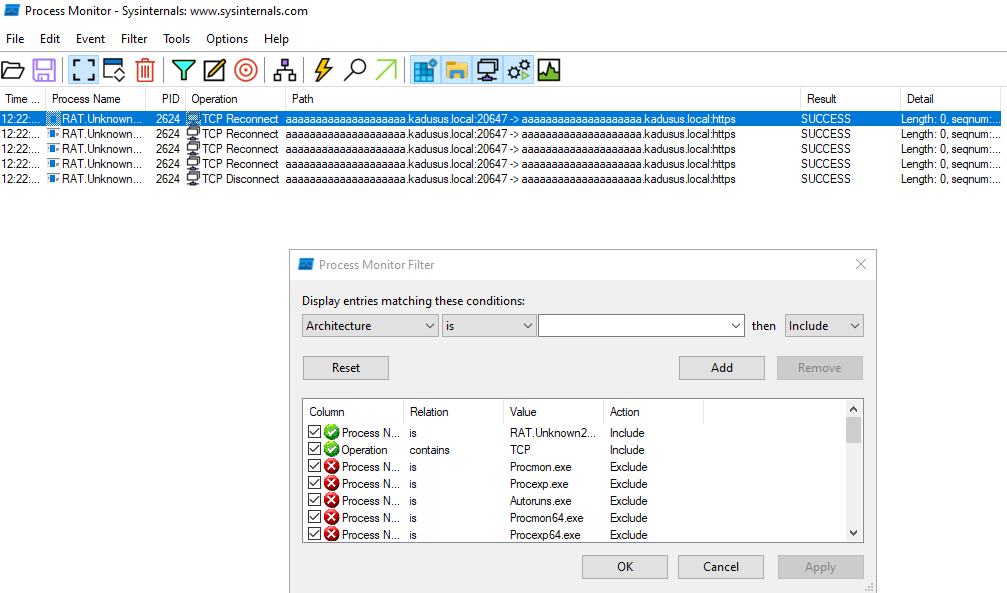 Process Monitor - Sysinternals: www.sysinternals.com
File Edit Event Filter Tools Options Help
Time ... Process Name PID Operation Path Result Detail
12:22:... RAT.Unknown... 2624 TCP Reconnect aaaaaaaaaaaaaaaaaaaa.kadusus.local:20647 -> aaaaaaaaaaaaaaaaaaaa.kadusus.local:https SUCCESS Length: 0, seqnum:...
12:22:... RAT.Unknown... 2624 TCP Reconnect aaaaaaaaaaaaaaaaaaaa.kadusus.local:20647 -> aaaaaaaaaaaaaaaaaaaa.kadusus.local:https SUCCESS Length: 0, seqnum:...
12:22:... RAT.Unknown... 2624 TCP Reconnect aaaaaaaaaaaaaaaaaaaa.kadusus.local:20647 -> aaaaaaaaaaaaaaaaaaaa.kadusus.local:https SUCCESS Length: 0, seqnum:...
12:22:... RAT.Unknown... 2624 TCP Reconnect aaaaaaaaaaaaaaaaaaaa.kadusus.local:20647 -> aaaaaaaaaaaaaaaaaaaa.kadusus.local:https SUCCESS Length: 0, seqnum:...
12:22:... RAT.Unknown... 2624 TCP Disconnect aaaaaaaaaaaaaaaaaaaa.kadusus.local:20647 -> aaaaaaaaaaaaaaaaaaaa.kadusus.local:https SUCCESS Length: 0, seqnum:...
Process Monitor Filter
Display entries matching these conditions:
Architecture is then Include
Reset Add Remove
Column Relation Value Action
Process N... is RAT.Unknown2... Include
Operation contains TCP Include
Process N... is Procmon.exe Exclude
Process N... is Procexp.exe Exclude
Process N... is Autoruns.exe Exclude
Process N... is Procmon64.exe Exclude
Process N... is Procexp64.exe Exclude
OK Cancel Apply